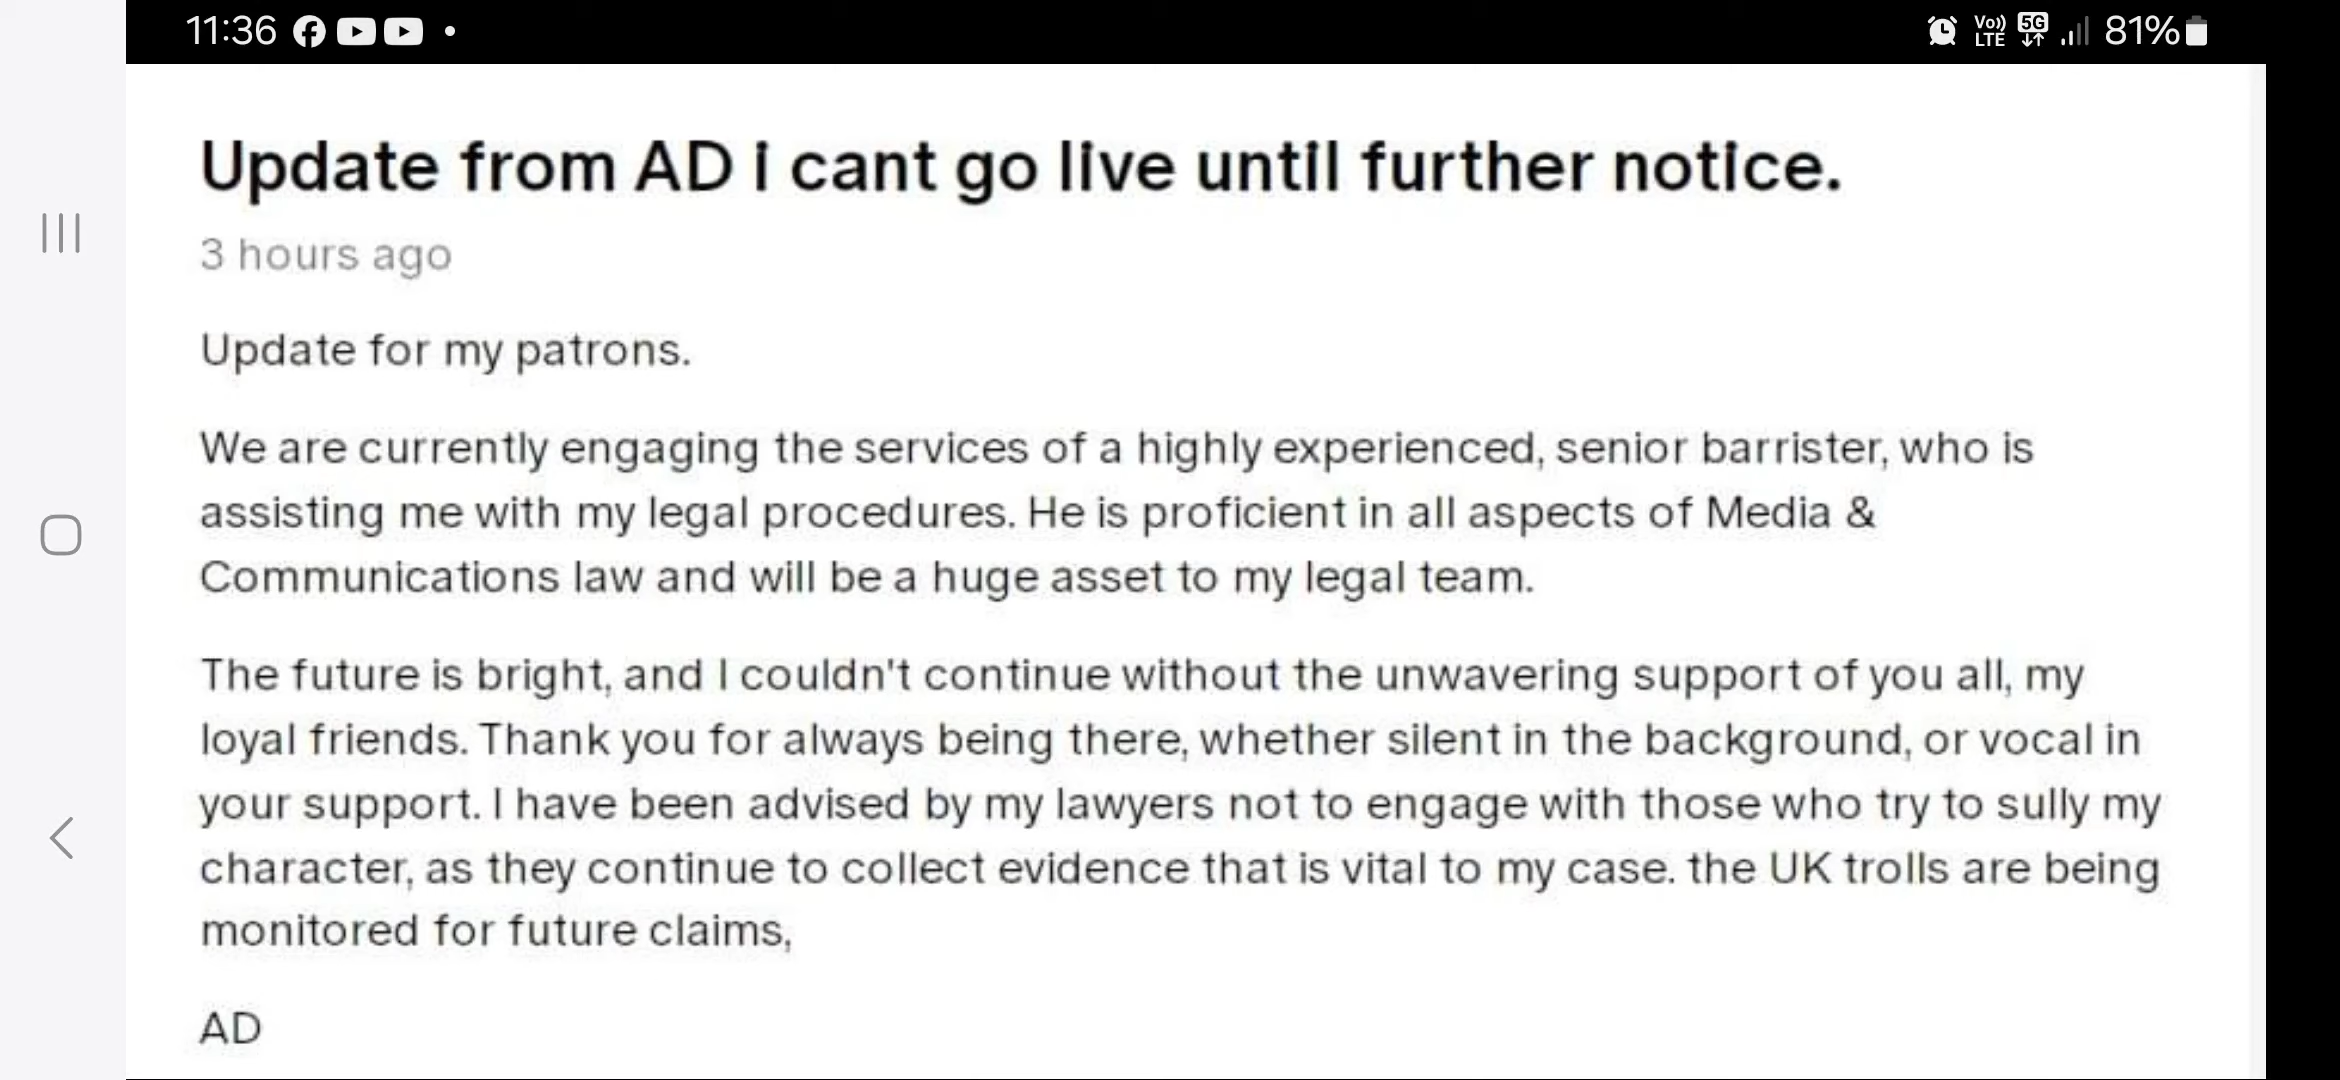 11:36
Vo)) LTE 5G 81%
Update from AD I cant go live until further notice.
3 hours ago
Update for my patrons.
We are currently engaging the services of a highly experienced, senior barrister, who is
assisting me with my legal procedures. He is proficient in all aspects of Media &
Communications law and will be a huge asset to my legal team.
The future is bright, and I couldn't continue without the unwavering support of you all, my
loyal friends. Thank you for always being there, whether silent in the background, or vocal in
your support. I have been advised by my lawyers not to engage with those who try to sully my
character, as they continue to collect evidence that is vital to my case. the UK trolls are being
monitored for future claims,
AD